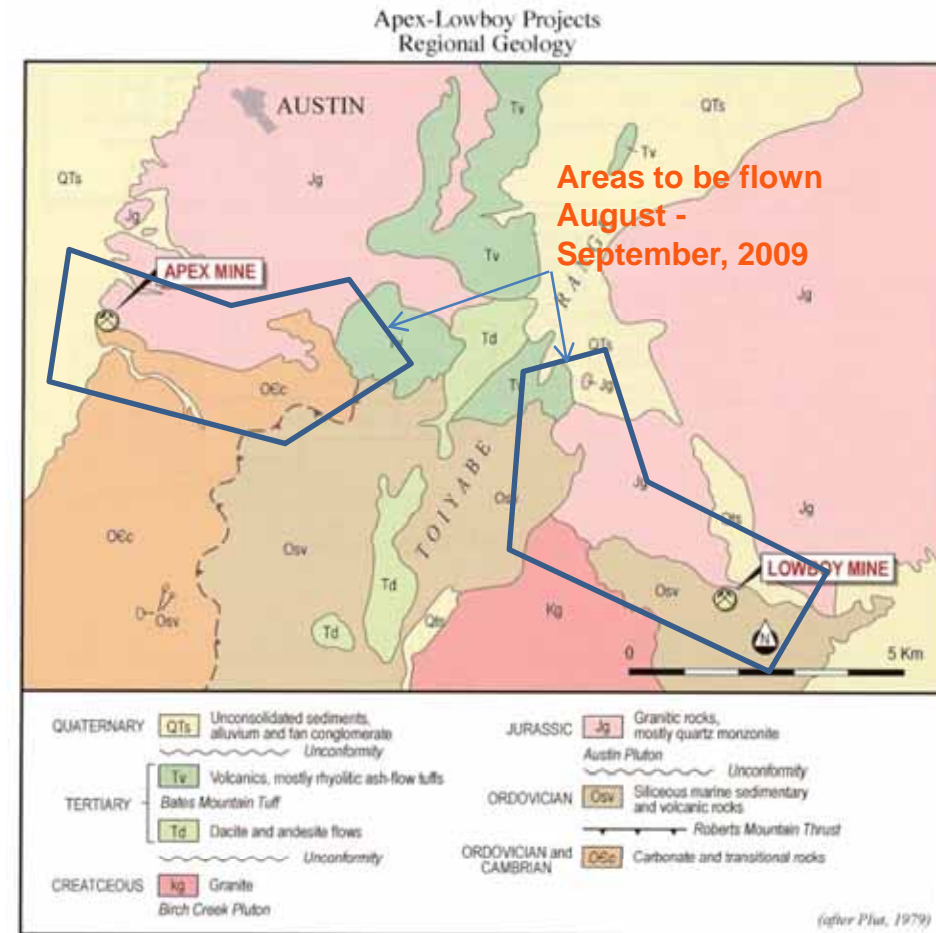 Apex-Lowboy Projects
Regional Geology
AUSTIN
Tv
QTs
Tv
QTs
Jg
Areas to be flown
August -
September, 2009
Jg
Tv
RANG
APEX MINE
Jg
Td
QTs
Tv
Jg
OЄc
TOIYABE
Jg
Osv
Qts
Jg
OЄc
Osv
LOWBOY MINE
Td
Osv
Osv
Kg
Qts
Td
N
0
5 Km
QUATERNARY
QTs
Unconsolidated sediments,
alluvium and fan conglomerate
Unconformity
TERTIARY
Tv
Volcanics, mostly rhyolitic ash-flow tuffs
Bates Mountain Tuff
Td
Dacite and andesite flows
Unconformity
CREATCEOUS
kg
Granite
Birch Creek Pluton
JURASSIC
Jg
Granitic rocks,
mostly quartz monzonite
Austin Pluton
Unconformity
ORDOVICIAN
Osv
Siliceous marine sedimentary
and volcanic rocks
Roberts Mountain Thrust
ORDOVICIAN and
CAMBRIAN
OЄc
Carbonate and transitional rocks
(after Plut, 1979)